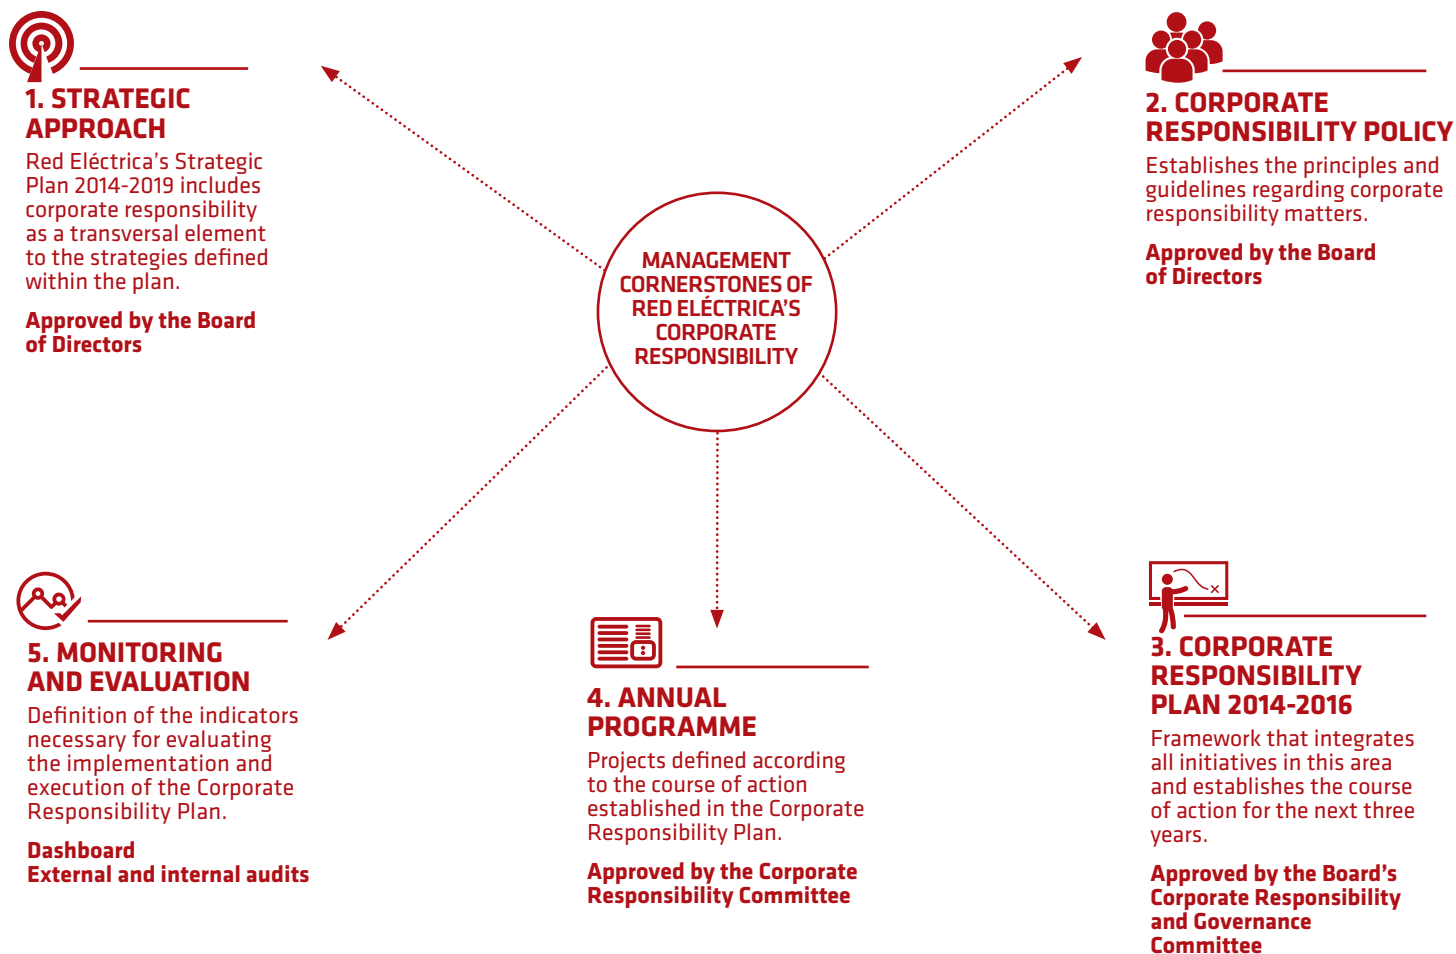 1. STRATEGIC
APPROACH
Red Eléctrica’s Strategic
Plan 2014-2019 includes
corporate responsibility
as a transversal element
to the strategies defined
within the plan.
Approved by the Board
of Directors
2. CORPORATE
RESPONSIBILITY POLICY
Establishes the principles and
guidelines regarding corporate
responsibility matters.
Approved by the Board
of Directors
MANAGEMENT
CORNERSTONES OF
RED ELÉCTRICA’S
CORPORATE
RESPONSIBILITY
3. CORPORATE
RESPONSIBILITY
PLAN 2014-2016
Framework that integrates
all initiatives in this area
and establishes the course
of action for the next three
years.
Approved by the Board’s
Corporate Responsibility
and Governance
Committee
4. ANNUAL
PROGRAMME
Projects defined according
to the course of action
established in the Corporate
Responsibility Plan.
Approved by the Corporate
Responsibility Committee
5. MONITORING
AND EVALUATION
Definition of the indicators
necessary for evaluating
the implementation and
execution of the Corporate
Responsibility Plan.
Dashboard
External and internal audits